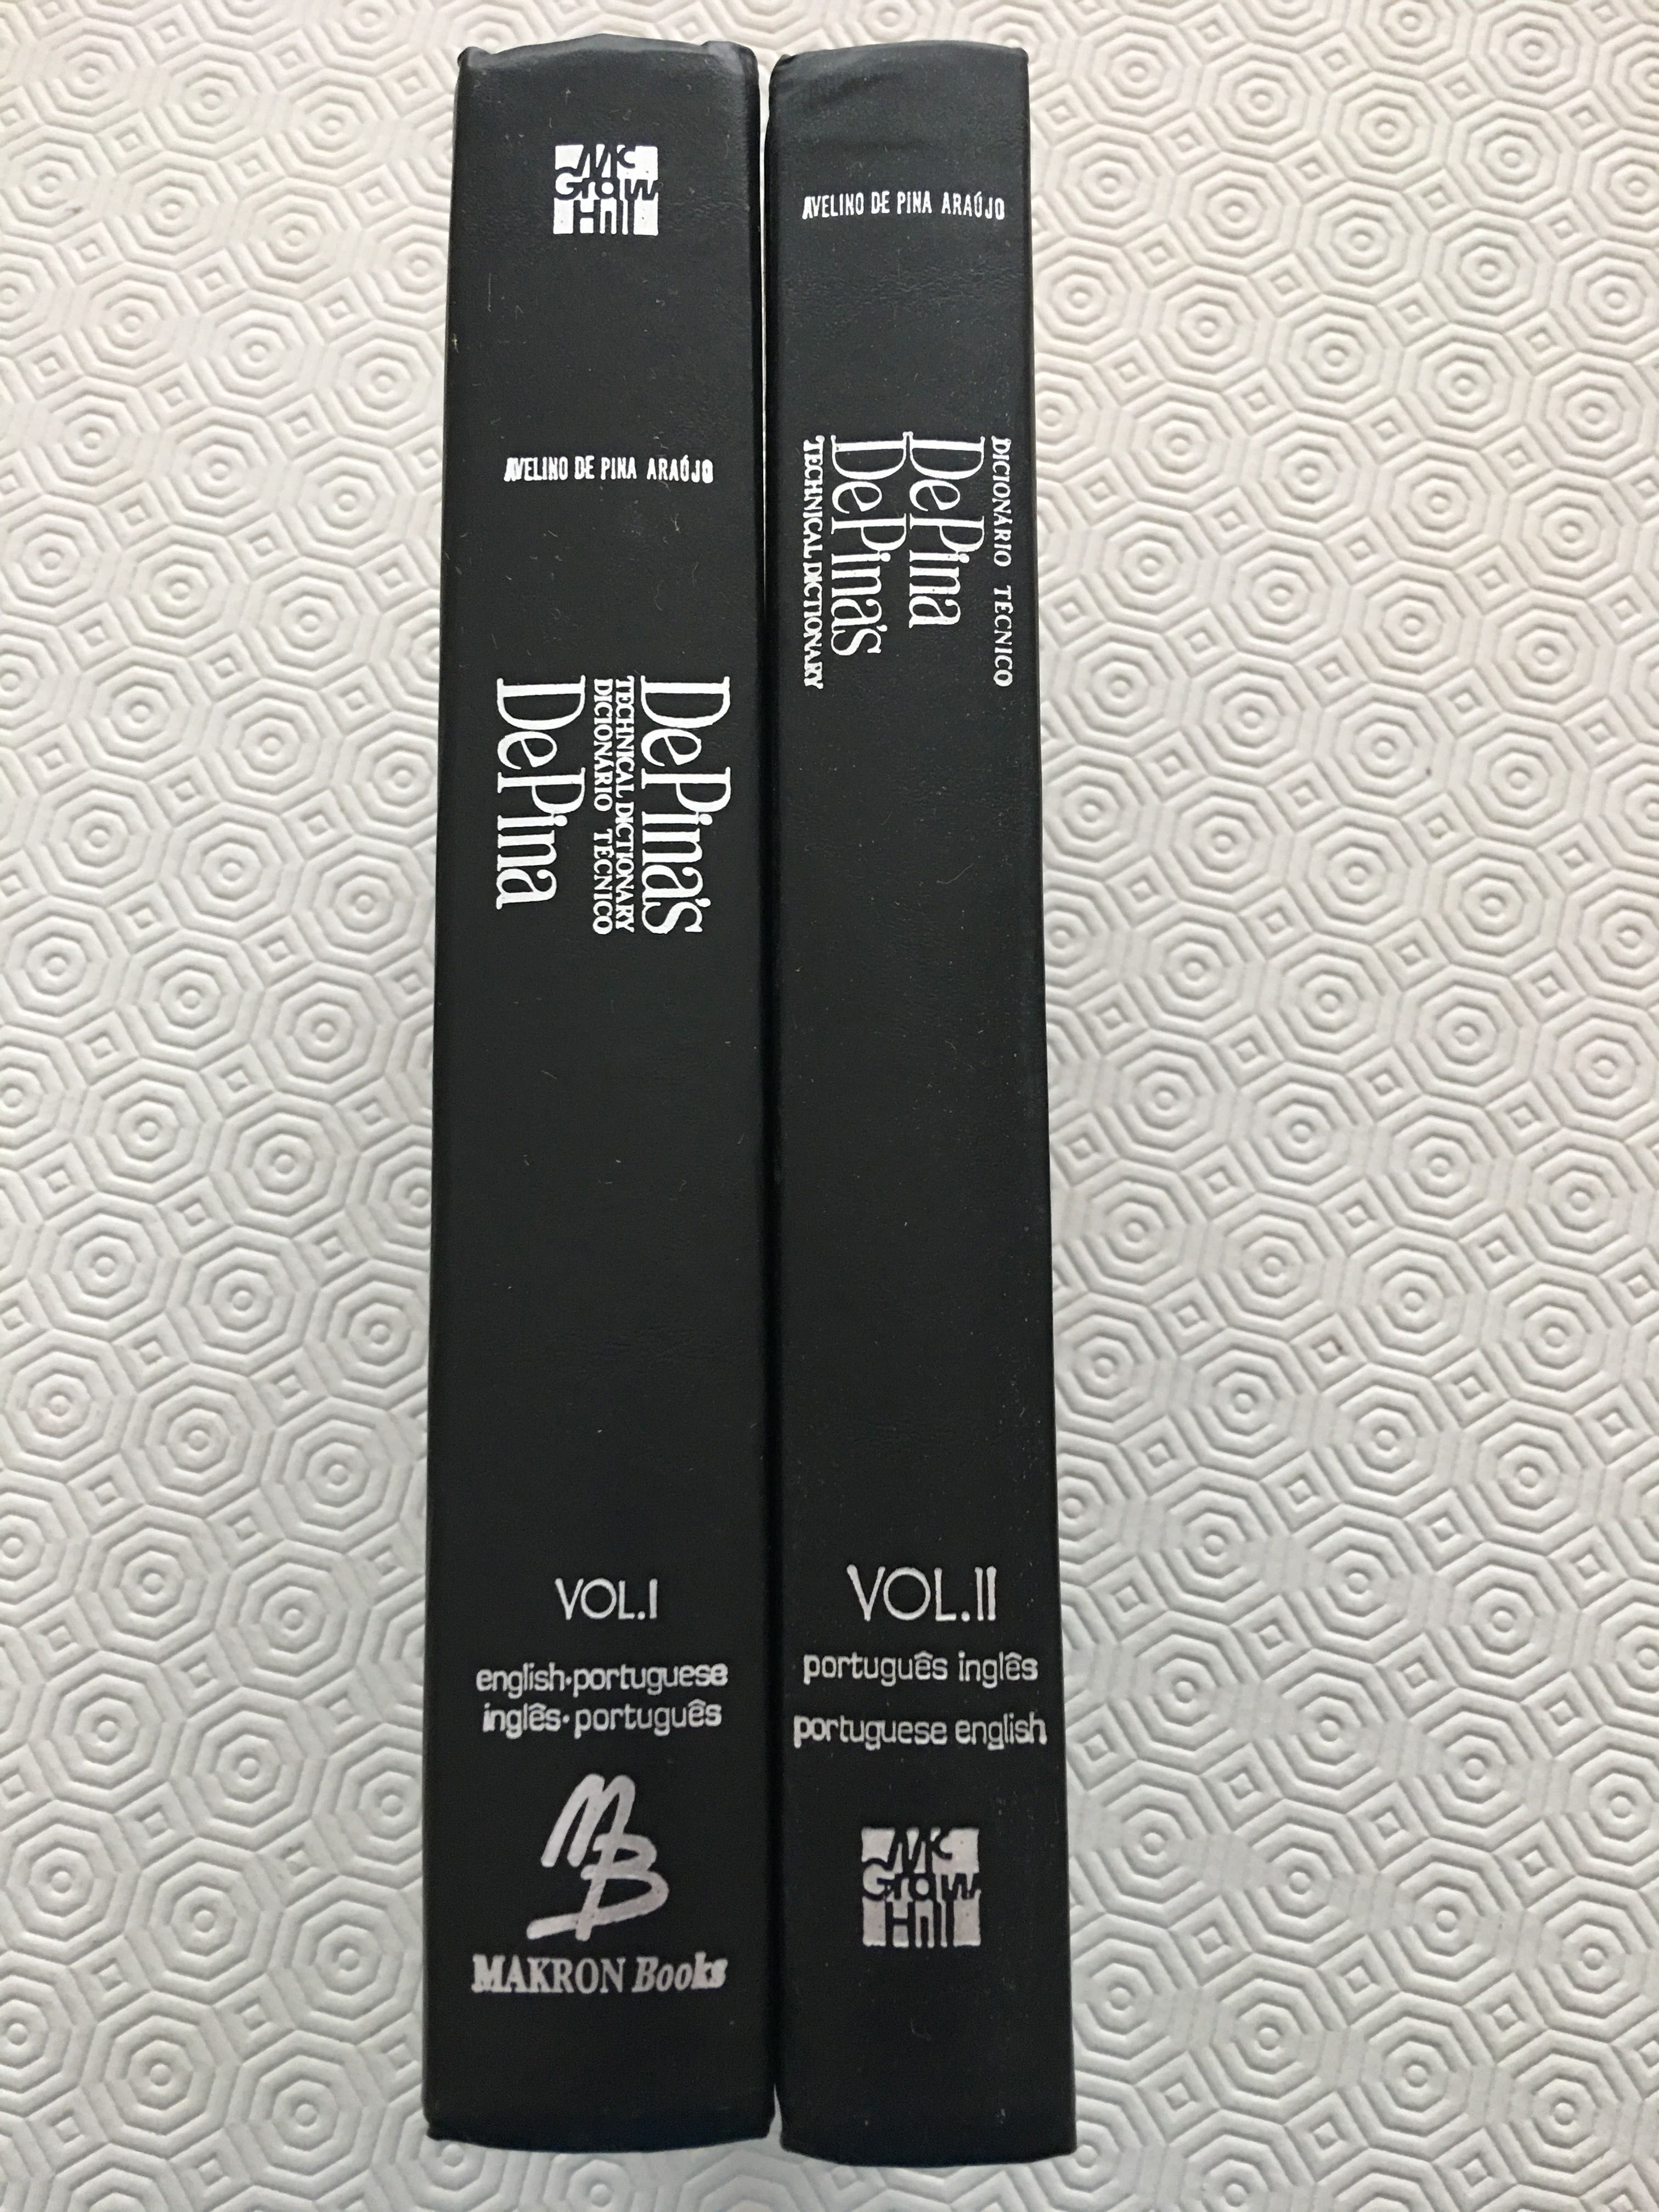 Mc
Graw
Hill
AVELINO DE PINA ARAÚJO
DePina's
TECHNICAL DICTIONARY
DICIONÁRIO TÉCNICO
DePina
VOL.I
english·portuguese
inglês·português
MB
MAKRON Books
AVELINO DE PINA ARAÚJO
DICIONÁRIO TÉCNICO
DePina
DePina's
TECHNICAL DICTIONARY
VOL.II
português inglês
portuguese english
Mc
Graw
Hill